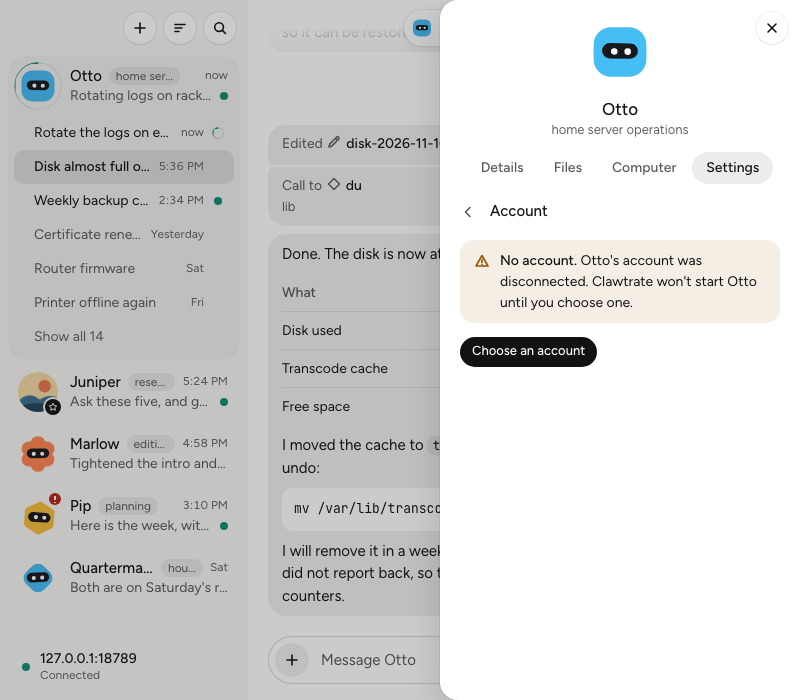 Otto
home ser...
now
Rotating logs on rack...
Rotate the logs on e...
now
Disk almost full o...
5:36 PM
Weekly backup c...
2:34 PM
Certificate rene...
Yesterday
Router firmware
Sat
Printer offline again
Fri
Show all 14
Juniper
rese...
5:24 PM
Ask these five, and g...
Marlow
editi...
4:58 PM
Tightened the intro and...
Pip
planning
3:10 PM
Here is the week, wit...
Quarterma...
hou...
Sat
Both are on Saturday's r...
127.0.0.1:18789
Connected
so it can be restor
Edited disk-2026-11-1
Call to du
lib
Done. The disk is now at
What
Disk used
Transcode cache
Free space
I moved the cache to t
undo:
mv /var/lib/transco
I will remove it in a week
did not report back, so t
counters.
Message Otto
Otto
home server operations
Details
Files
Computer
Settings
Account
No account. Otto's account was
disconnected. Clawtrate won't start Otto
until you choose one.
Choose an account